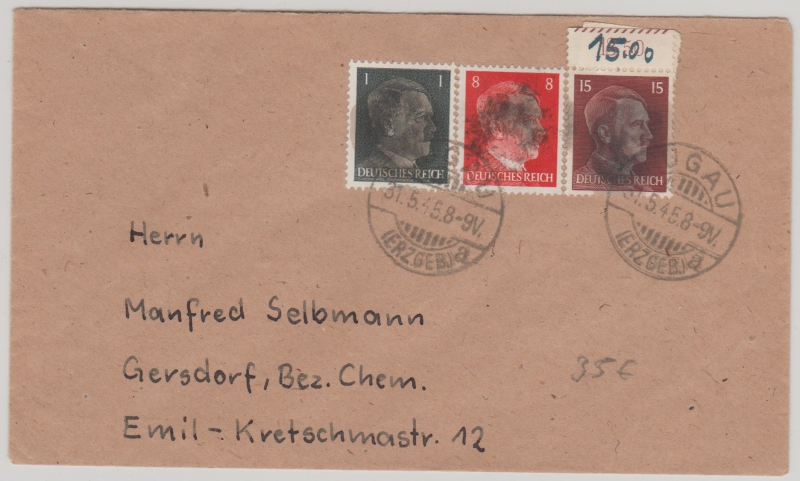 15.00
1 1
DEUTSCHES REICH
8 8
DEUTSCHES REICH
15 15
DEUTSCHES REICH
31.5.45.8-9V.
(ERZGEB.) a
UGAU
31.5.45.8-9V.
(ERZGEB.) a
Herrn
Manfred Selbmann
Gersdorf, Bez. Chem.
Emil-Kretschmastr. 12
35€